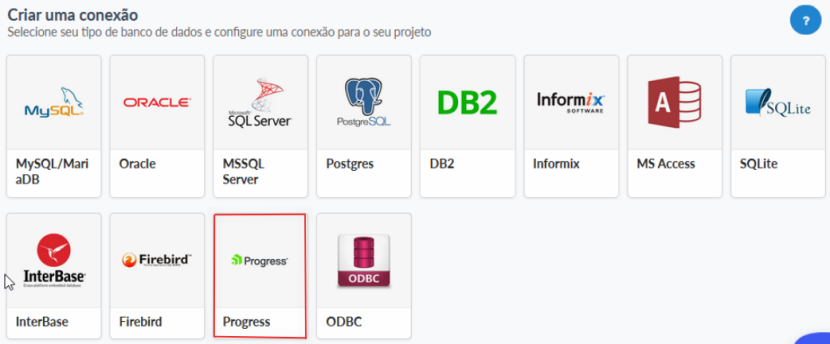 Criar uma conexão
Selecione seu tipo de banco de dados e configure uma conexão para o seu projeto
?
MySQL
ORACLE
Microsoft
SQL Server
PostgreSQL
DB2
Informix
SOFTWARE
A
SQLite
MySQL/Mari
aDB
Oracle
MSSQL
Server
Postgres
DB2
Informix
MS Access
SQLite
InterBase
Firebird
Progress
ODBC
InterBase
Firebird
Progress
ODBC